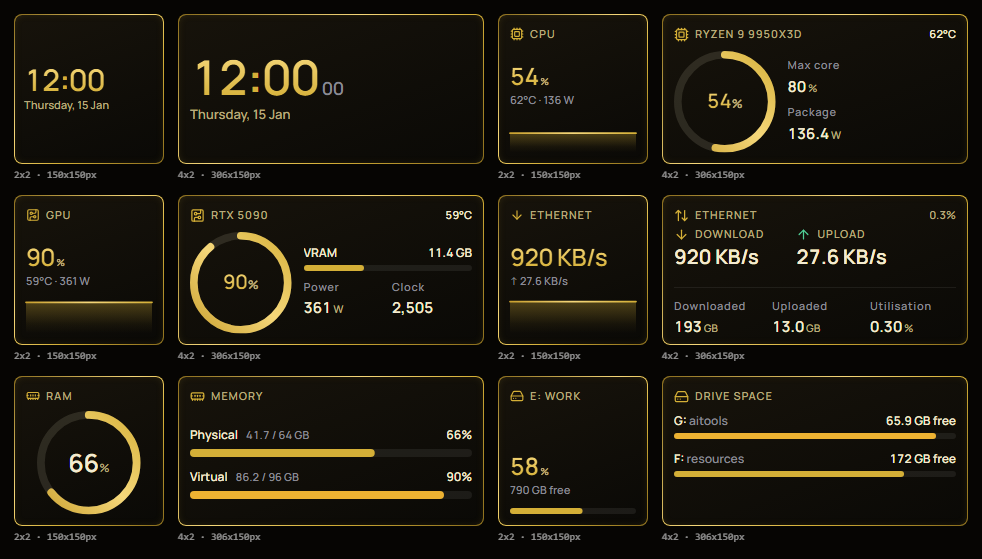 12:00
Thursday, 15 Jan
2x2 · 150x150px
12:00 00
Thursday, 15 Jan
4x2 · 306x150px
CPU
54%
62°C · 136 W
2x2 · 150x150px
RYZEN 9 9950X3D 62°C
54%
Max core
80%
Package
136.4 W
4x2 · 306x150px
GPU
90%
59°C · 361 W
2x2 · 150x150px
RTX 5090 59°C
90%
VRAM 11.4 GB
Power Clock
361 W 2,505
4x2 · 306x150px
↓ ETHERNET
920 KB/s
↑ 27.6 KB/s
2x2 · 150x150px
ETHERNET 0.3%
↓ DOWNLOAD ↑ UPLOAD
920 KB/s 27.6 KB/s
Downloaded Uploaded Utilisation
193 GB 13.0 GB 0.30 %
4x2 · 306x150px
RAM
66%
2x2 · 150x150px
MEMORY
Physical 41.7 / 64 GB 66%
Virtual 86.2 / 96 GB 90%
4x2 · 306x150px
E: WORK
58%
790 GB free
2x2 · 150x150px
DRIVE SPACE
G: aitools 65.9 GB free
F: resources 172 GB free
4x2 · 306x150px